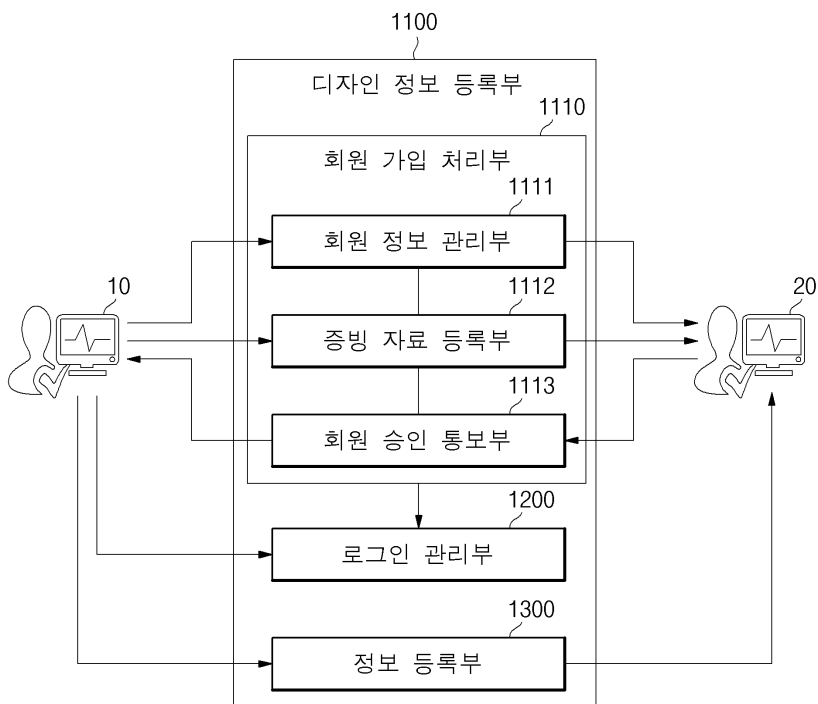 1100
디자인 정보 등록부
1110
회원 가입 처리부
1111
회원 정보 관리부
10
1112
20
증빙 자료 등록부
1113
회원 승인 통보부
1200
로그인 관리부
1300
정보 등록부